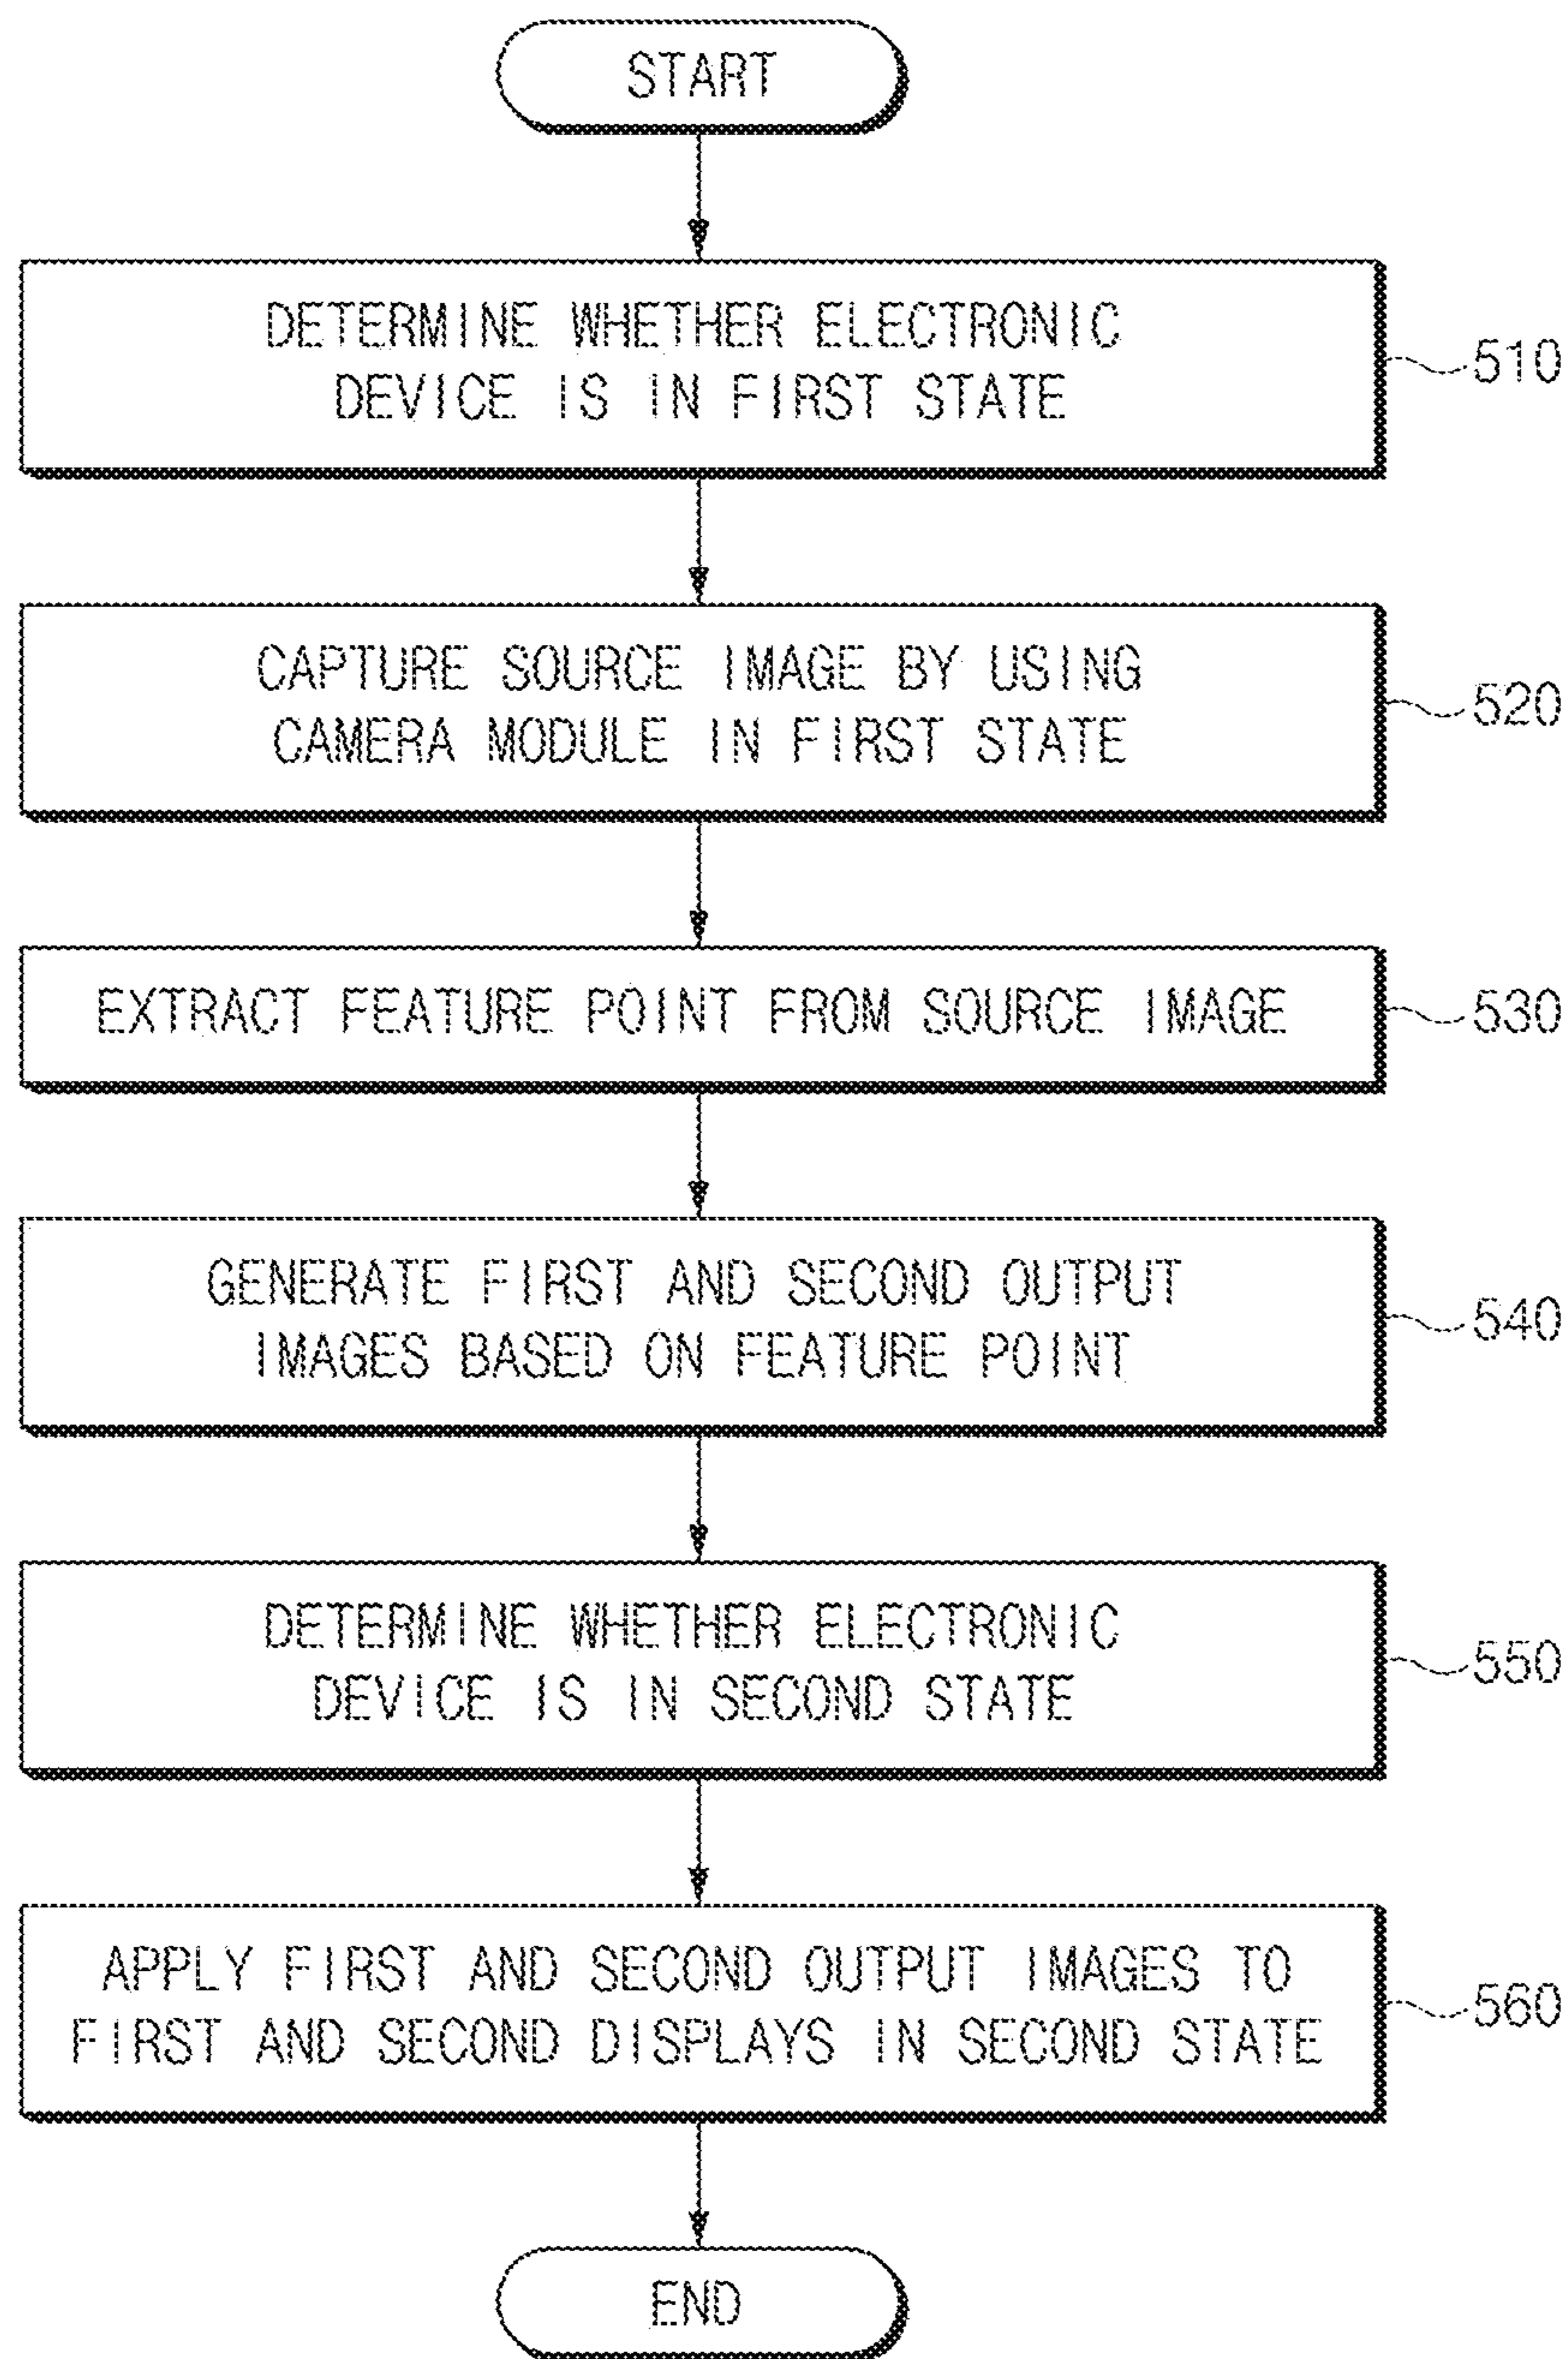 START
DETERMINE WHETHER ELECTRONIC
DEVICE IS IN FIRST STATE
510
CAPTURE SOURCE IMAGE BY USING
CAMERA MODULE IN FIRST STATE
520
EXTRACT FEATURE POINT FROM SOURCE IMAGE
530
GENERATE FIRST AND SECOND OUTPUT
IMAGES BASED ON FEATURE POINT
540
DETERMINE WHETHER ELECTRONIC
DEVICE IS IN SECOND STATE
550
APPLY FIRST AND SECOND OUTPUT IMAGES TO
FIRST AND SECOND DISPLAYS IN SECOND STATE
560
END